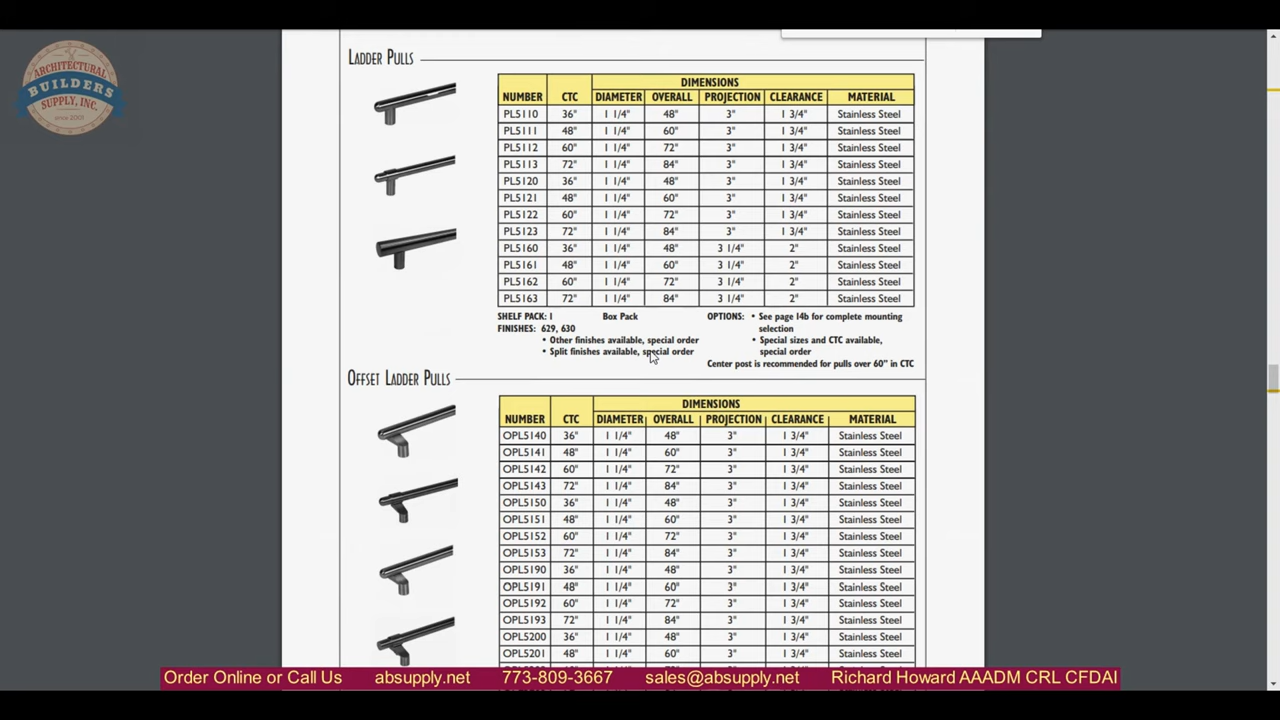 ARCHITECTURAL
BUILDERS
SUPPLY, INC.
since 2003
LADDER PULLS
DIMENSIONS
NUMBER CTC DIAMETER OVERALL PROJECTION CLEARANCE MATERIAL
PL5110 36" 1 1/4" 48" 3" 1 3/4" Stainless Steel
PL5111 48" 1 1/4" 60" 3" 1 3/4" Stainless Steel
PL5112 60" 1 1/4" 72" 3" 1 3/4" Stainless Steel
PL5113 72" 1 1/4" 84" 3" 1 3/4" Stainless Steel
PL5120 36" 1 1/4" 48" 3" 1 3/4" Stainless Steel
PL5121 48" 1 1/4" 60" 3" 1 3/4" Stainless Steel
PL5122 60" 1 1/4" 72" 3" 1 3/4" Stainless Steel
PL5123 72" 1 1/4" 84" 3" 1 3/4" Stainless Steel
PL5160 36" 1 1/4" 48" 3 1/4" 2" Stainless Steel
PL5161 48" 1 1/4" 60" 3 1/4" 2" Stainless Steel
PL5162 60" 1 1/4" 72" 3 1/4" 2" Stainless Steel
PL5163 72" 1 1/4" 84" 3 1/4" 2" Stainless Steel
SHELF PACK: 1 Box Pack
FINISHES: 629, 630
• Other finishes available, special order
• Split finishes available, special order
OPTIONS: • See page 14b for complete mounting
selection
• Special sizes and CTC available,
special order
Center post is recommended for pulls over 60" in CTC
OFFSET LADDER PULLS
DIMENSIONS
NUMBER CTC DIAMETER OVERALL PROJECTION CLEARANCE MATERIAL
OPL5140 36" 1 1/4" 48" 3" 1 3/4" Stainless Steel
OPL5141 48" 1 1/4" 60" 3" 1 3/4" Stainless Steel
OPL5142 60" 1 1/4" 72" 3" 1 3/4" Stainless Steel
OPL5143 72" 1 1/4" 84" 3" 1 3/4" Stainless Steel
OPL5150 36" 1 1/4" 48" 3" 1 3/4" Stainless Steel
OPL5151 48" 1 1/4" 60" 3" 1 3/4" Stainless Steel
OPL5152 60" 1 1/4" 72" 3" 1 3/4" Stainless Steel
OPL5153 72" 1 1/4" 84" 3" 1 3/4" Stainless Steel
OPL5190 36" 1 1/4" 48" 3" 1 3/4" Stainless Steel
OPL5191 48" 1 1/4" 60" 3" 1 3/4" Stainless Steel
OPL5192 60" 1 1/4" 72" 3" 1 3/4" Stainless Steel
OPL5193 72" 1 1/4" 84" 3" 1 3/4" Stainless Steel
OPL5200 36" 1 1/4" 48" 3" 1 3/4" Stainless Steel
OPL5201 48" 1 1/4" 60" 3" 1 3/4" Stainless Steel
Order Online or Call Us absupply.net 773-809-3667 sales@absupply.net Richard Howard AAADM CRL CFDAI